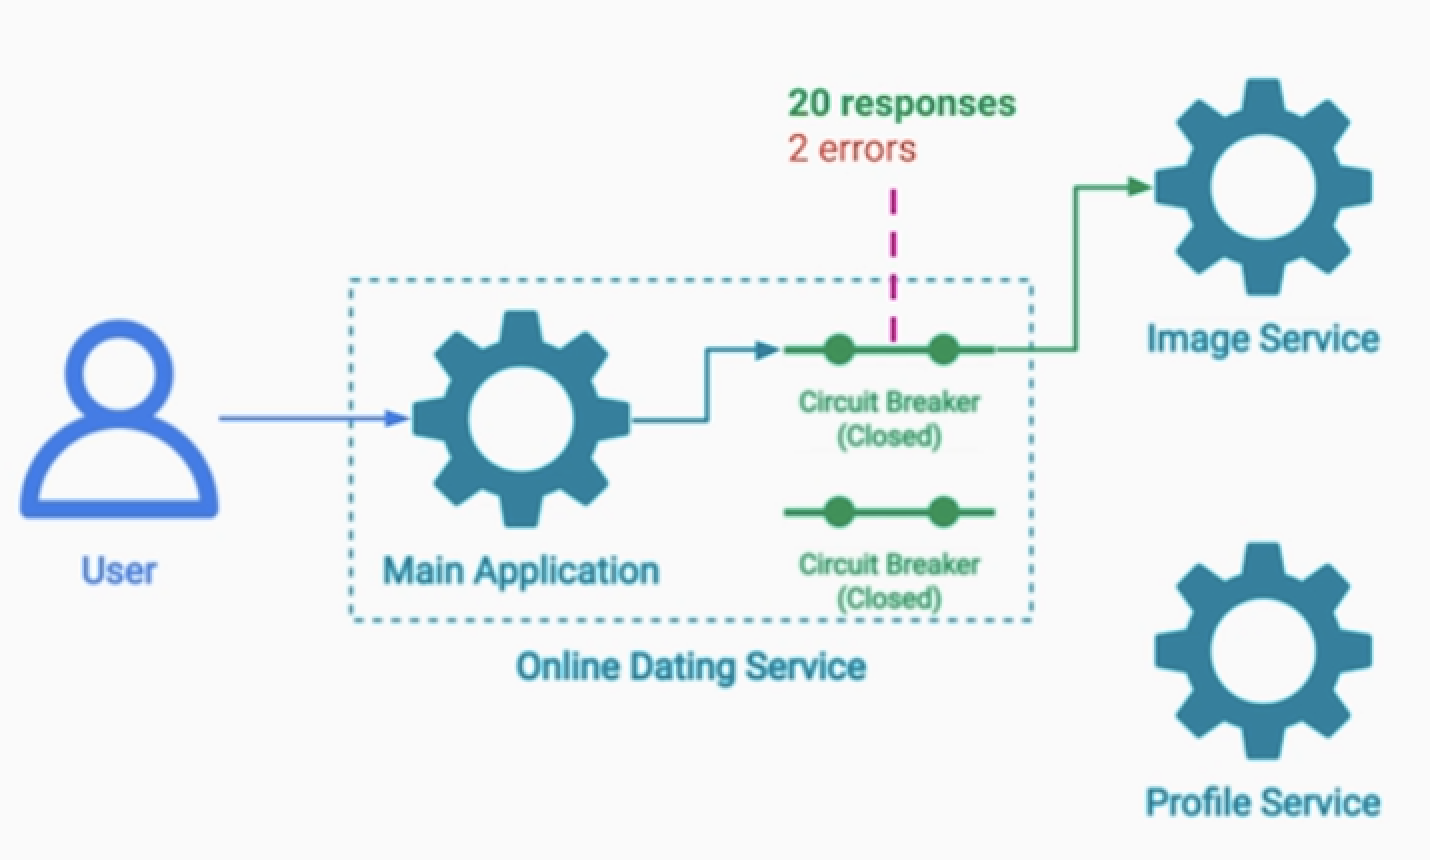 20 responses
2 errors
Image Service
Circuit Breaker
(Closed)
User
Main Application
Circuit Breaker
(Closed)
Online Dating Service
Profile Service